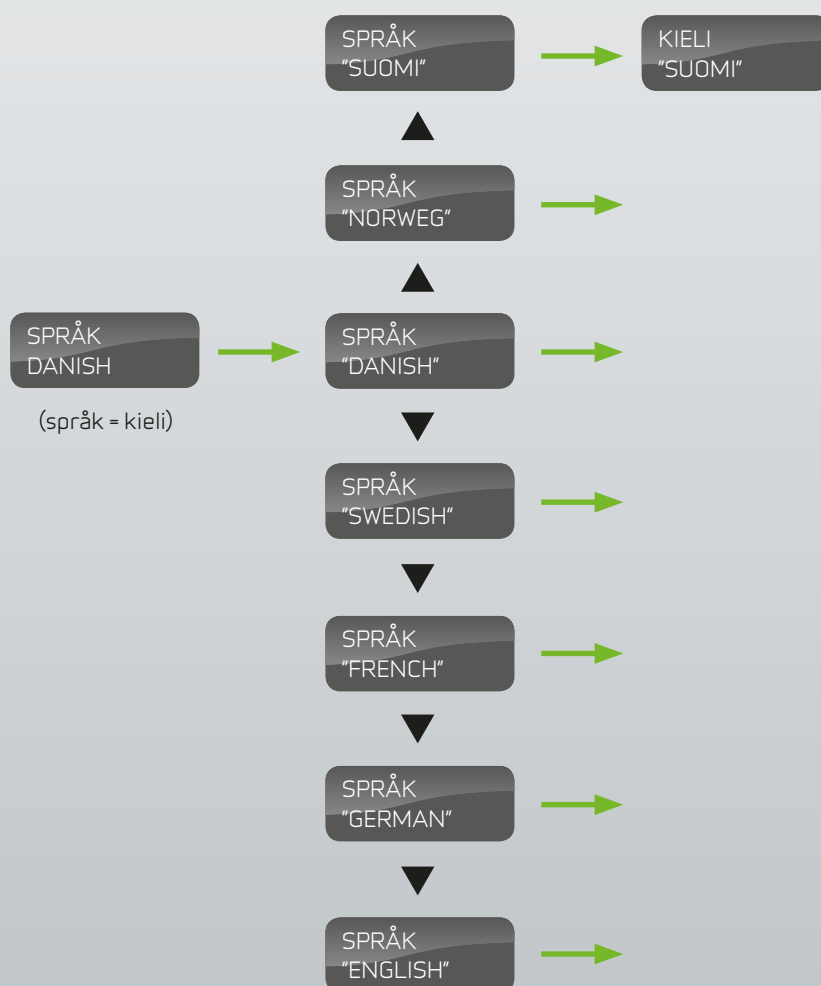 SPRÅK
"SUOMI"
KIELI
"SUOMI"
SPRÅK
"NORWEG"
SPRÅK
DANISH
(språk = kieli)
SPRÅK
"DANISH"
SPRÅK
"SWEDISH"
SPRÅK
"FRENCH"
SPRÅK
"GERMAN"
SPRÅK
"ENGLISH"